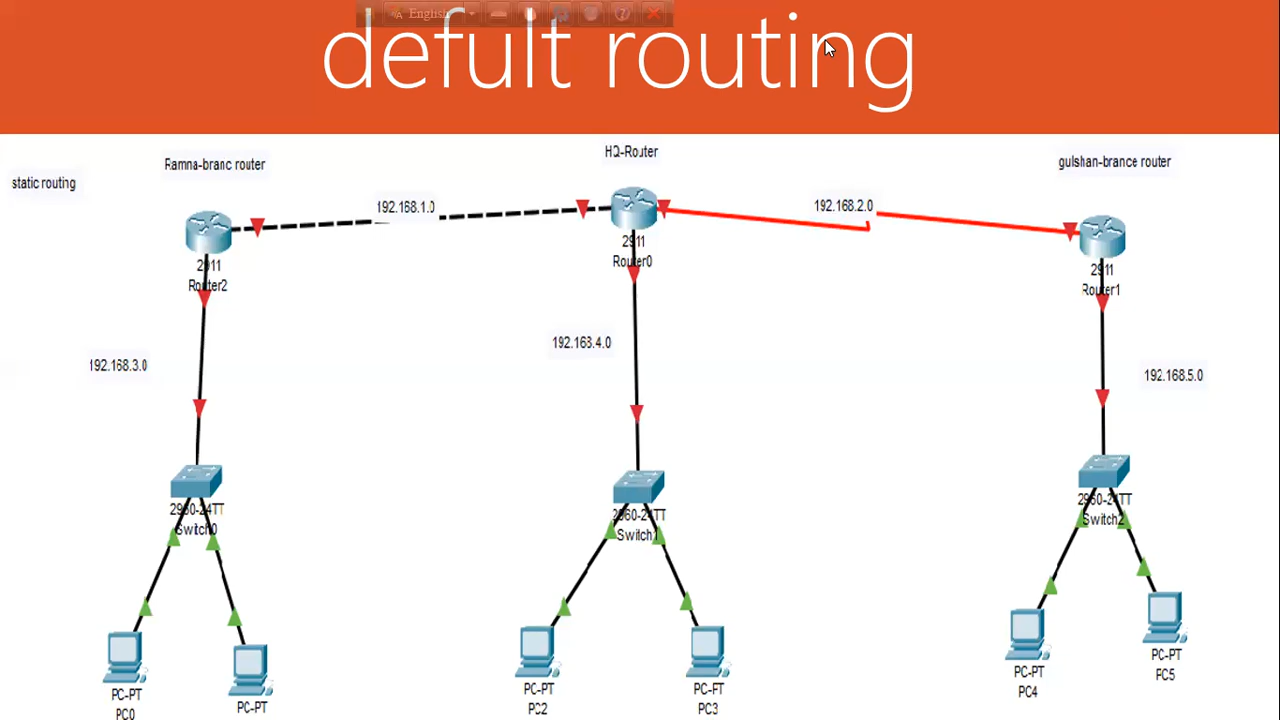 English
defult routing
HQ-Router
Ramna-branc router
gulshan-brance router
static routing
192.168.1.0
192.168.2.0
2911
Router2
2911
Router0
2911
Router1
192.168.3.0
192.168.4.0
192.168.5.0
2960-24TT
Switch0
2960-24TT
Switch1
2960-24TT
Switch2
PC-PT
PC0
PC-PT
PC-PT
PC2
PC-PT
PC3
PC-PT
PC4
PC-PT
PC5